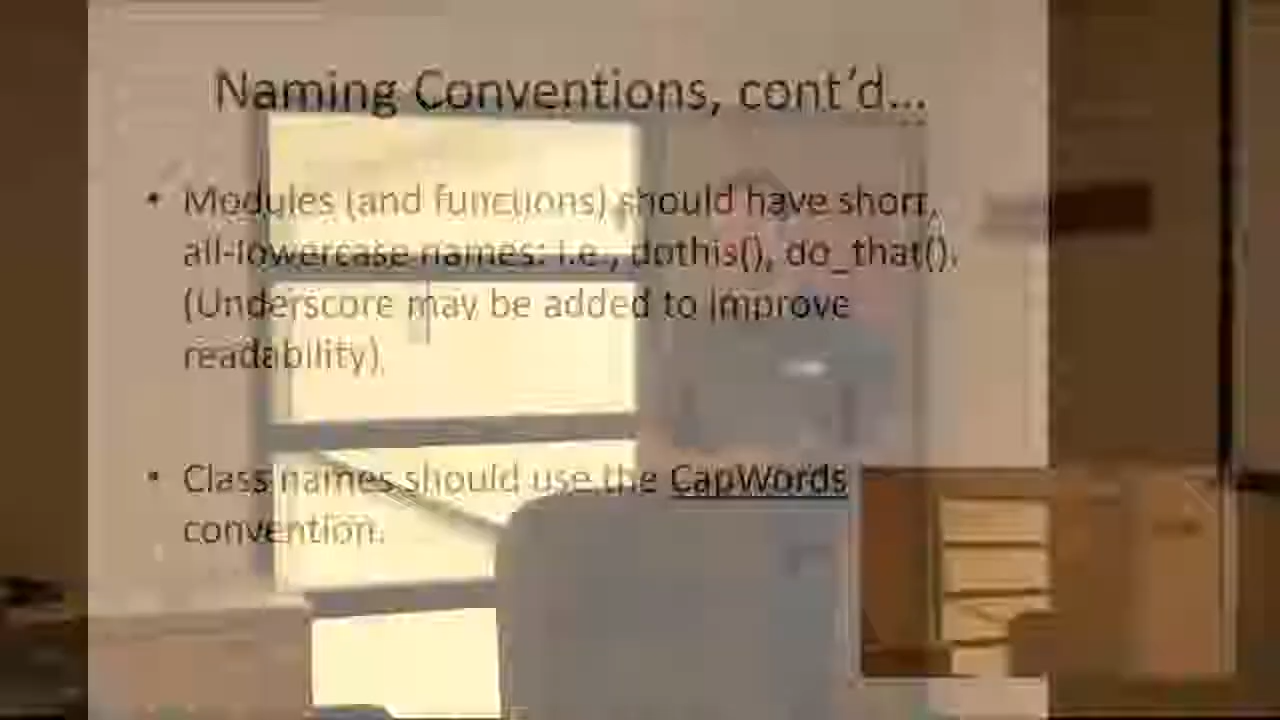 Naming Conventions, cont'd...
• Modules (and functions) should have short,
all-lowercase names: i.e., dothis(), do_that().
(Underscore may be added to improve
readability)
• Class names should use the CapWords
convention.